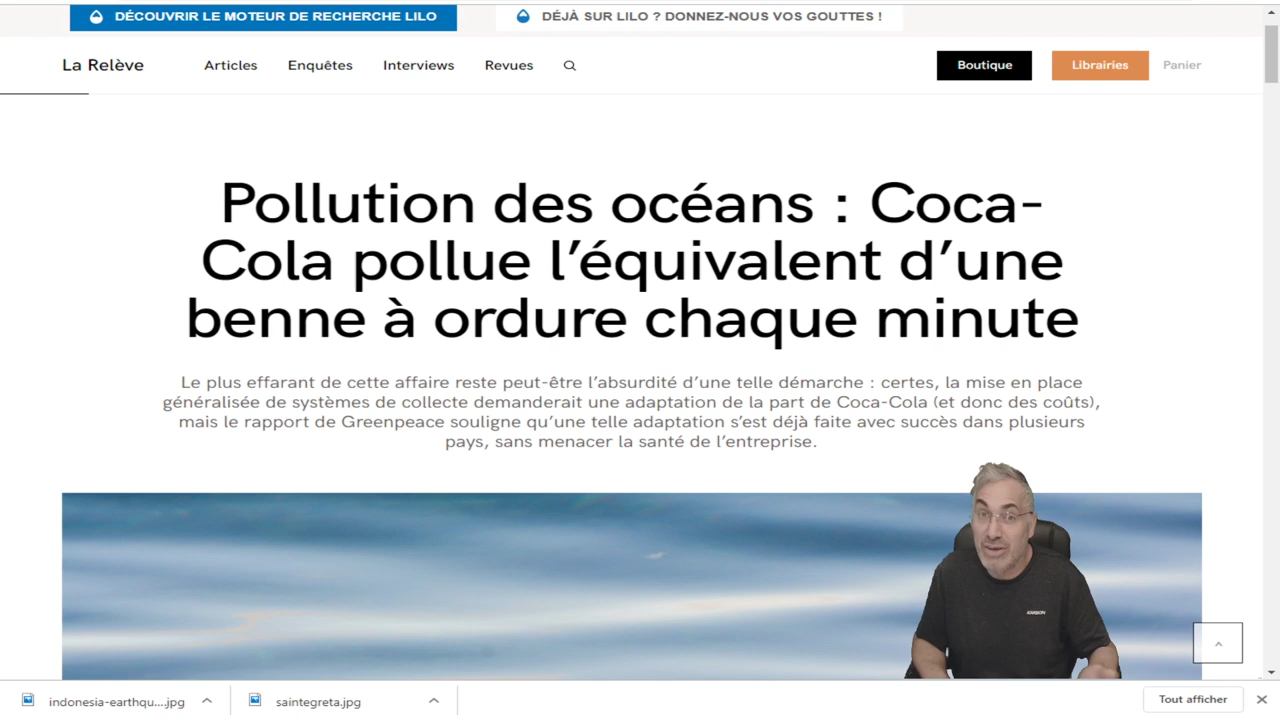 DÉCOUVRIR LE MOTEUR DE RECHERCHE LILO
DÉJÀ SUR LILO ? DONNEZ-NOUS VOS GOUTTES !
La Relève
Articles
Enquêtes
Interviews
Revues
Boutique
Librairies
Panier
Pollution des océans : Coca-
Cola pollue l’équivalent d’une
benne à ordure chaque minute
Le plus effarant de cette affaire reste peut-être l’absurdité d’une telle démarche : certes, la mise en place
généralisée de systèmes de collecte demanderait une adaptation de la part de Coca-Cola (et donc des coûts),
mais le rapport de Greenpeace souligne qu’une telle adaptation s’est déjà faite avec succès dans plusieurs
pays, sans menacer la santé de l’entreprise.
indonesia-earthqu....jpg
saintegreta.jpg
Tout afficher